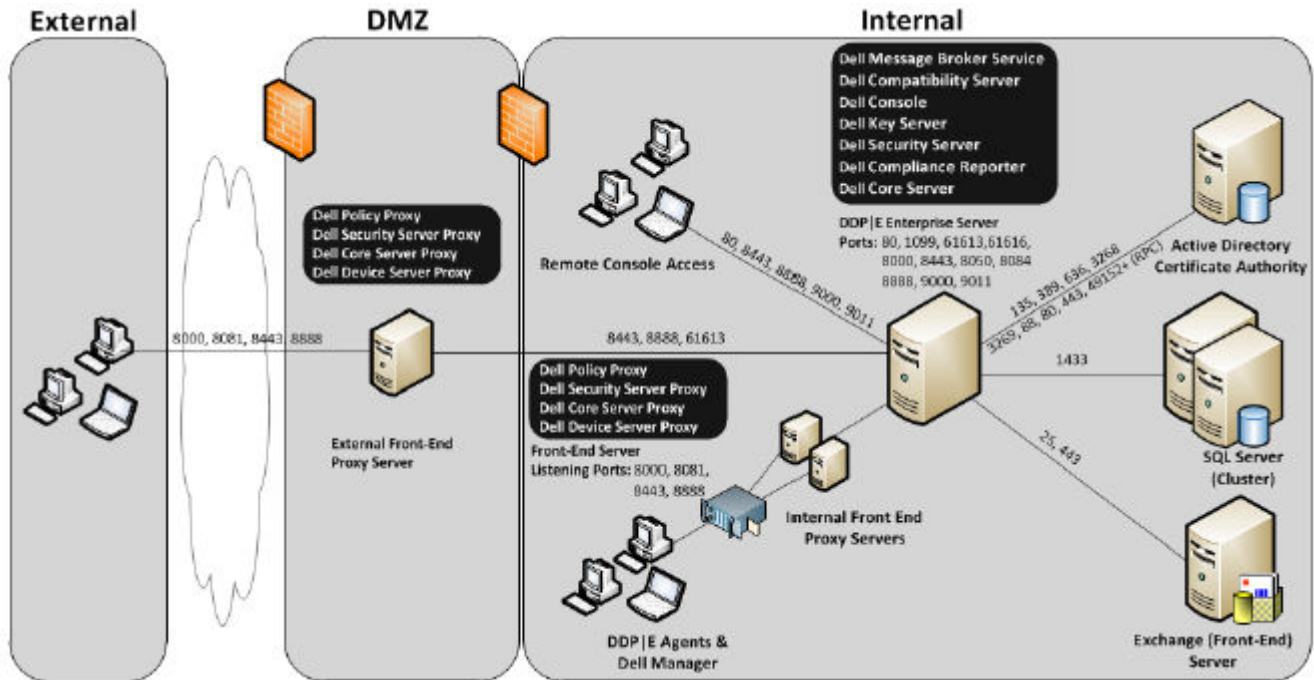 External
DMZ
Internal
Dell Message Broker Service
Dell Compatibility Server
Dell Console
Dell Key Server
Dell Security Server
Dell Compliance Reporter
Dell Core Server
Dell Policy Proxy
Dell Security Server Proxy
Dell Core Server Proxy
Dell Device Server Proxy
Remote Console Access
DDP|E Enterprise Server
Ports: 80, 1099, 61613,61616,
8000, 8443, 8050, 8084
8888, 9000, 9011
Active Directory
Certificate Authority
80, 8443, 8888, 9000, 9011
135, 389, 636, 3268
3269, 88, 80, 443, 49152+ (RPC)
8000, 8081, 8443, 8888
8443, 8888, 61613
1433
Dell Policy Proxy
Dell Security Server Proxy
Dell Core Server Proxy
Dell Device Server Proxy
External Front-End
Proxy Server
Front-End Server
Listening Ports: 8000, 8081,
8443, 8888
25, 443
SQL Server
(Cluster)
Internal Front End
Proxy Servers
DDP|E Agents &
Dell Manager
Exchange (Front-End)
Server